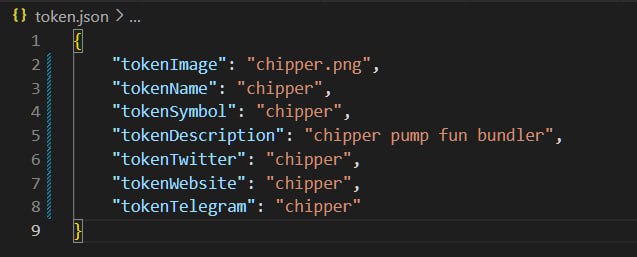 {} token.json > ...
1 {
2 "tokenImage": "chipper.png",
3 "tokenName": "chipper",
4 "tokenSymbol": "chipper",
5 "tokenDescription": "chipper pump fun bundler",
6 "tokenTwitter": "chipper",
7 "tokenWebsite": "chipper",
8 "tokenTelegram": "chipper"
9 }